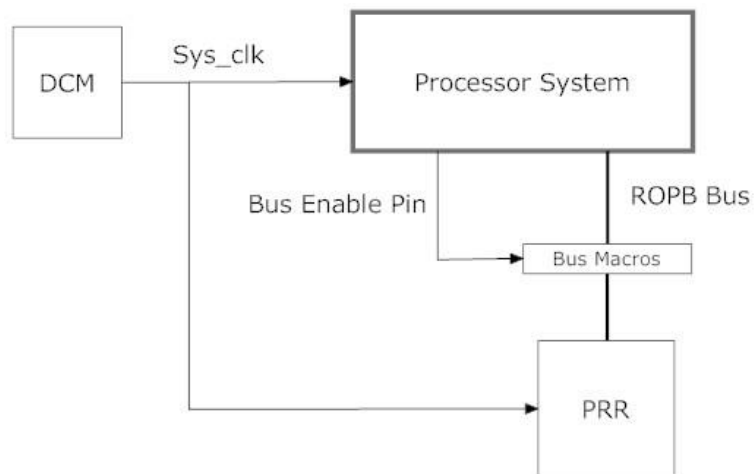 Sys_clk
DCM
Processor System
Bus Enable Pin
ROPB Bus
Bus Macros
PRR